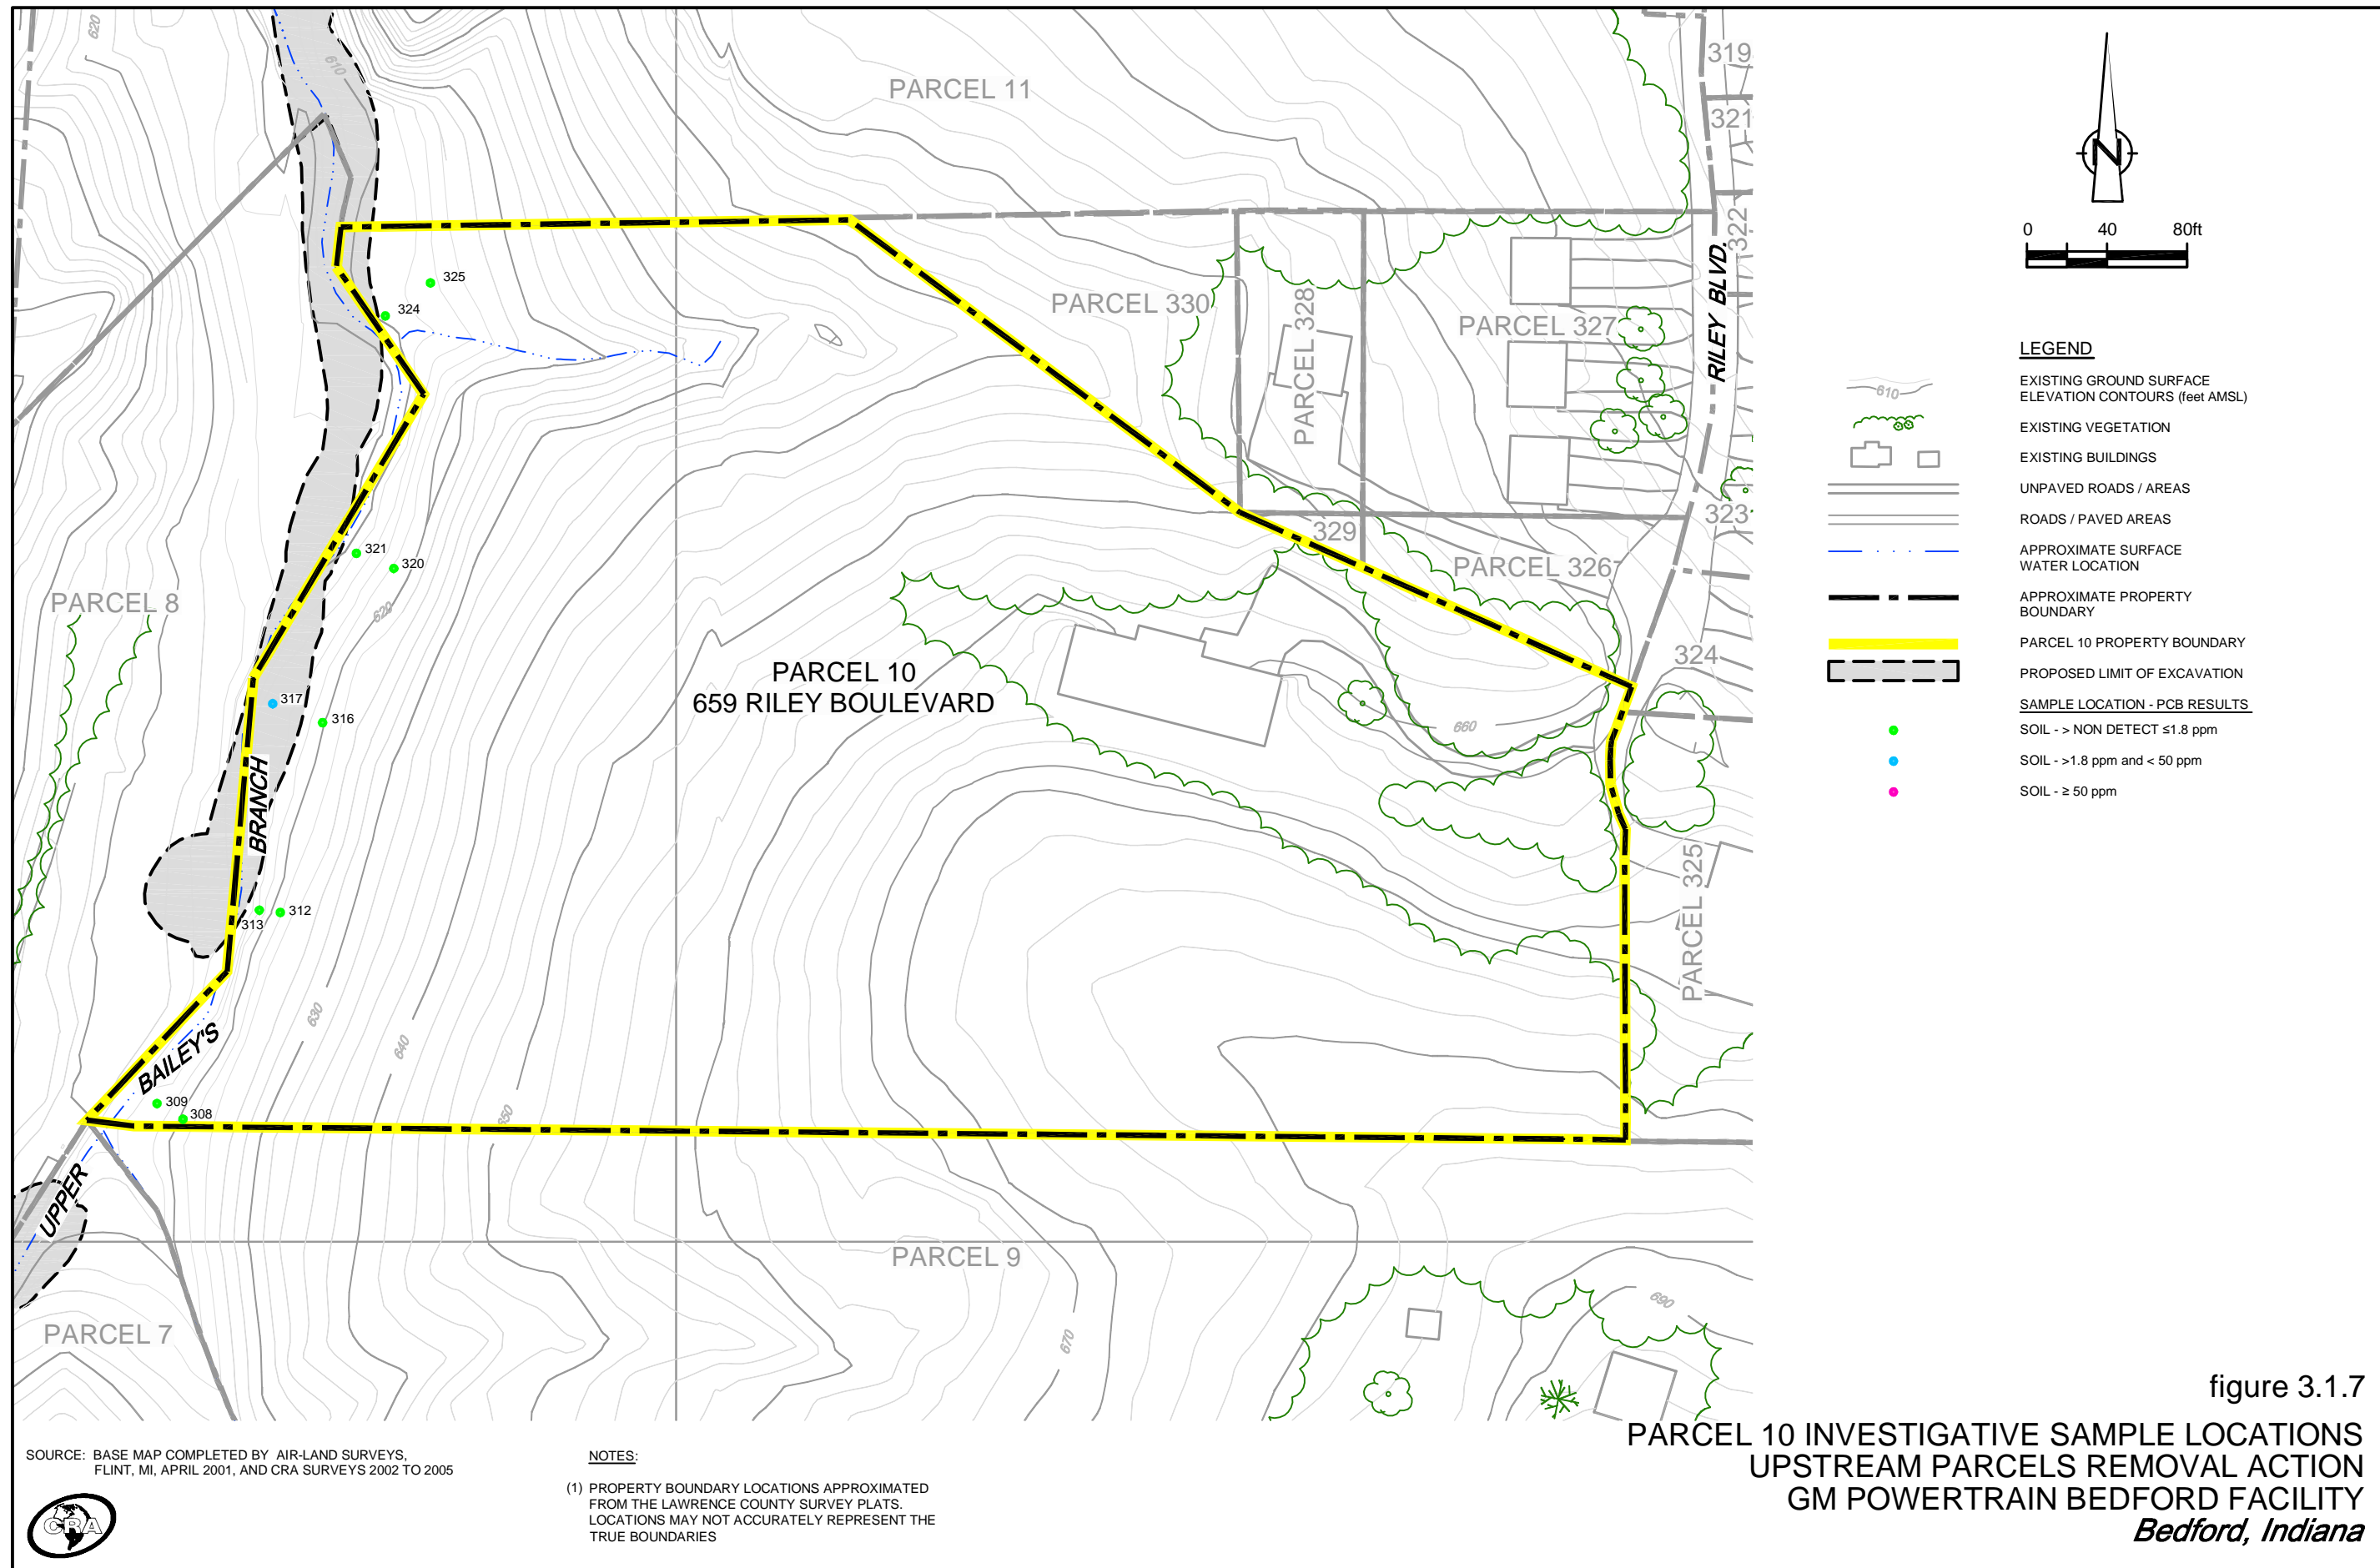 620
610
PARCEL 11
319
321
322
RILEY BLVD.
325
324
PARCEL 330
PARCEL 328
PARCEL 327
323
329
PARCEL 326
321
320
620
PARCEL 8
324
PARCEL 10
659 RILEY BOULEVARD
317
316
660
BRANCH
PARCEL 325
313
312
630
640
BAILEY'S
309
308
650
UPPER
PARCEL 9
690
670
PARCEL 7
N
0 40 80ft
LEGEND
610
EXISTING GROUND SURFACE
ELEVATION CONTOURS (feet AMSL)
EXISTING VEGETATION
EXISTING BUILDINGS
UNPAVED ROADS / AREAS
ROADS / PAVED AREAS
APPROXIMATE SURFACE
WATER LOCATION
APPROXIMATE PROPERTY
BOUNDARY
PARCEL 10 PROPERTY BOUNDARY
PROPOSED LIMIT OF EXCAVATION
SAMPLE LOCATION - PCB RESULTS
SOIL - > NON DETECT ≤1.8 ppm
SOIL - >1.8 ppm and < 50 ppm
SOIL - ≥ 50 ppm
SOURCE: BASE MAP COMPLETED BY AIR-LAND SURVEYS,
FLINT, MI, APRIL 2001, AND CRA SURVEYS 2002 TO 2005
CRA
NOTES:
(1) PROPERTY BOUNDARY LOCATIONS APPROXIMATED
FROM THE LAWRENCE COUNTY SURVEY PLATS.
LOCATIONS MAY NOT ACCURATELY REPRESENT THE
TRUE BOUNDARIES
figure 3.1.7
PARCEL 10 INVESTIGATIVE SAMPLE LOCATIONS
UPSTREAM PARCELS REMOVAL ACTION
GM POWERTRAIN BEDFORD FACILITY
Bedford, Indiana